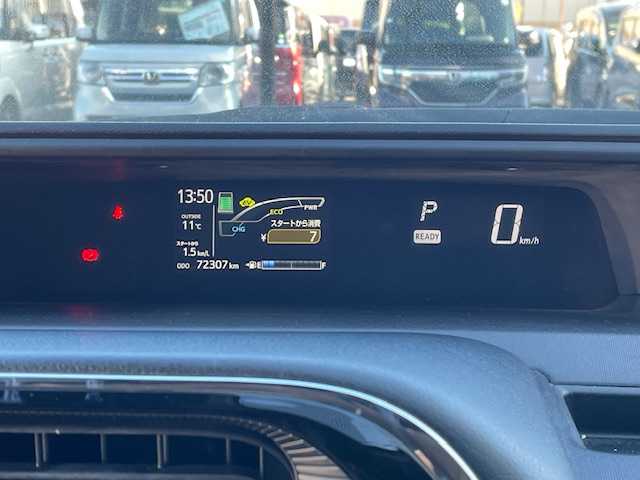 13:50
OUTSIDE
11℃
スタートから
1.5 km/L
ODO 72307 km
EV
ECO
PWR
CHG
スタートから消費
¥ 7
E F
P
READY
0 km/h